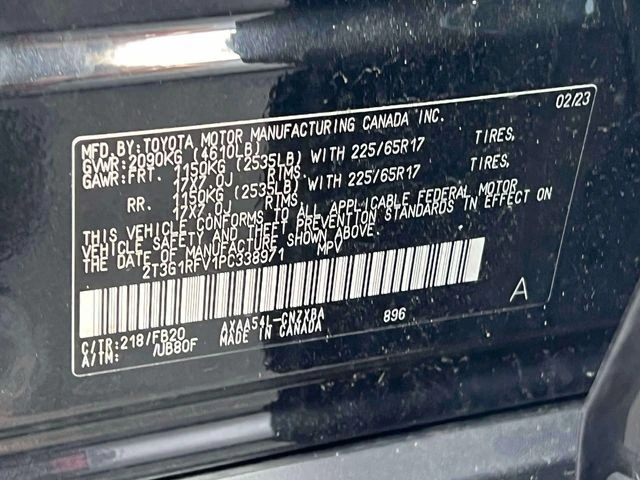 02/23
MFD. BY: TOYOTA MOTOR MANUFACTURING CANADA INC.
GVWR: 2090KG (4610LB)
GAWR: FRT. 1150KG (2535LB) WITH 225/65R17 TIRES,
17X7.0J RIMS,
RR. 1150KG (2535LB) WITH 225/65R17 TIRES,
17X7.0J RIMS
THIS VEHICLE CONFORMS TO ALL APPLICABLE FEDERAL MOTOR
VEHICLE SAFETY AND THEFT PREVENTION STANDARDS IN EFFECT ON
THE DATE OF MANUFACTURE SHOWN ABOVE.
2T3G1RFV1PC338971 MPV
A
C/TR: 218/FB20 AXAA54L-CNZXBA 896
A/TM: /UB80F MADE IN CANADA